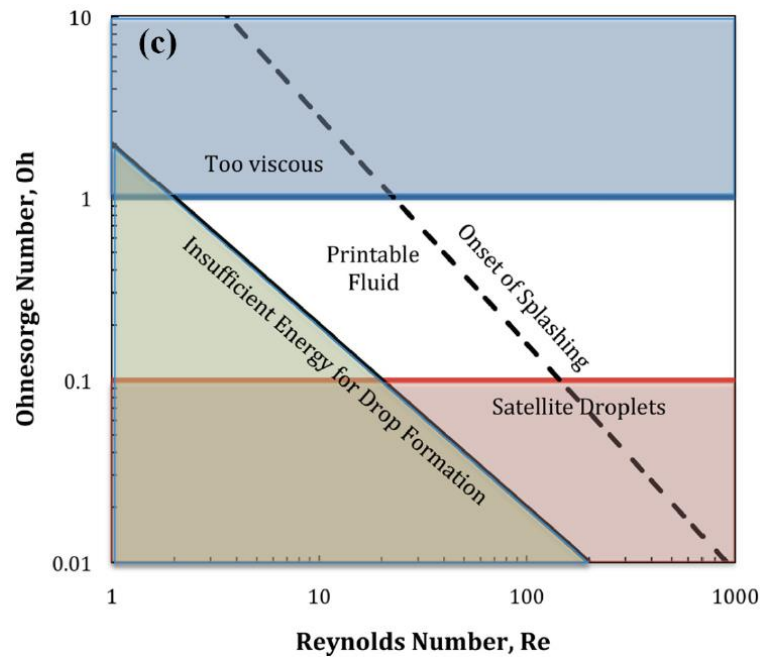 (c)
10
1
0.1
0.01
Ohnesorge Number, Oh
Too viscous
Printable
Fluid
Onset of Splashing
Insufficient Energy for Drop Formation
Satellite Droplets
1
10
100
1000
Reynolds Number, Re